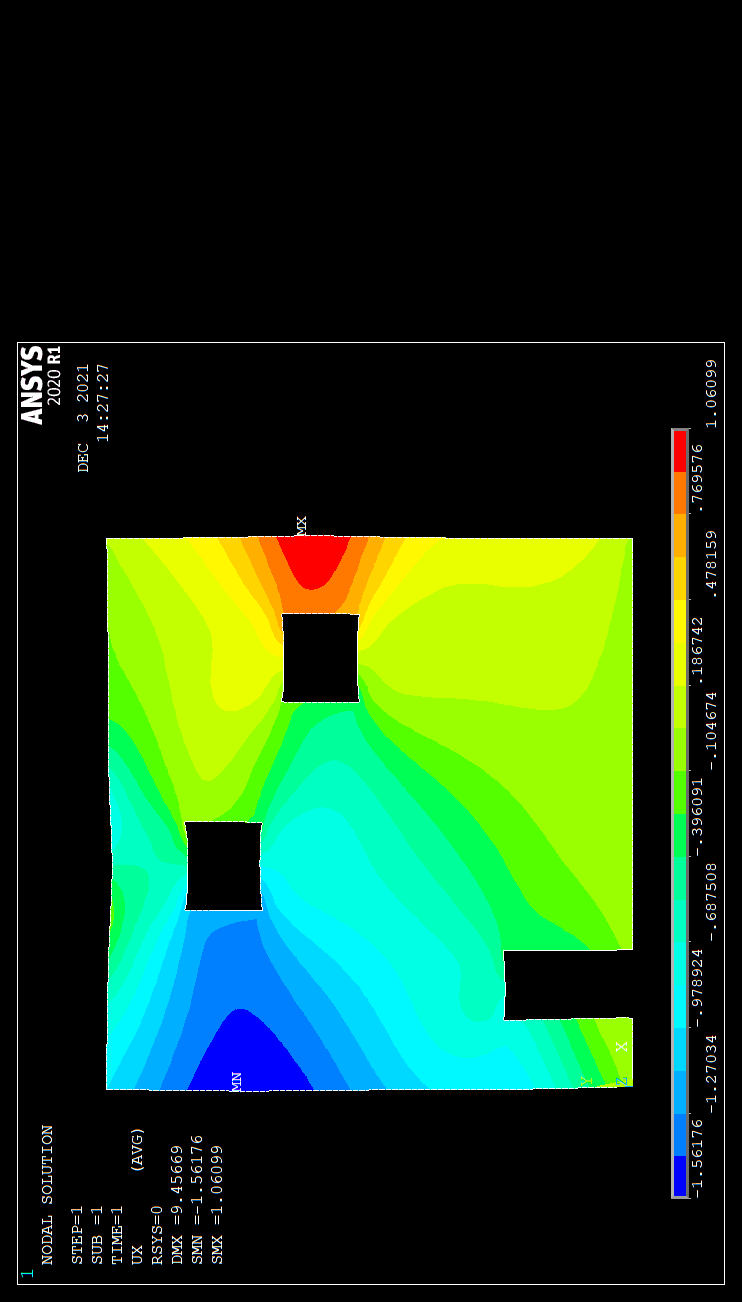 1
NODAL SOLUTION
STEP=1
SUB =1
TIME=1
UX (AVG)
RSYS=0
DMX =9.45669
SMN =-1.56176
SMX =1.06099
ANSYS
2020 R1
DEC 3 2021
14:27:27
MN
MX
Y
Z X
-1.56176
-1.27034
-.978924
-.687508
-.396091
-.104674
.186742
.478159
.769576
1.06099